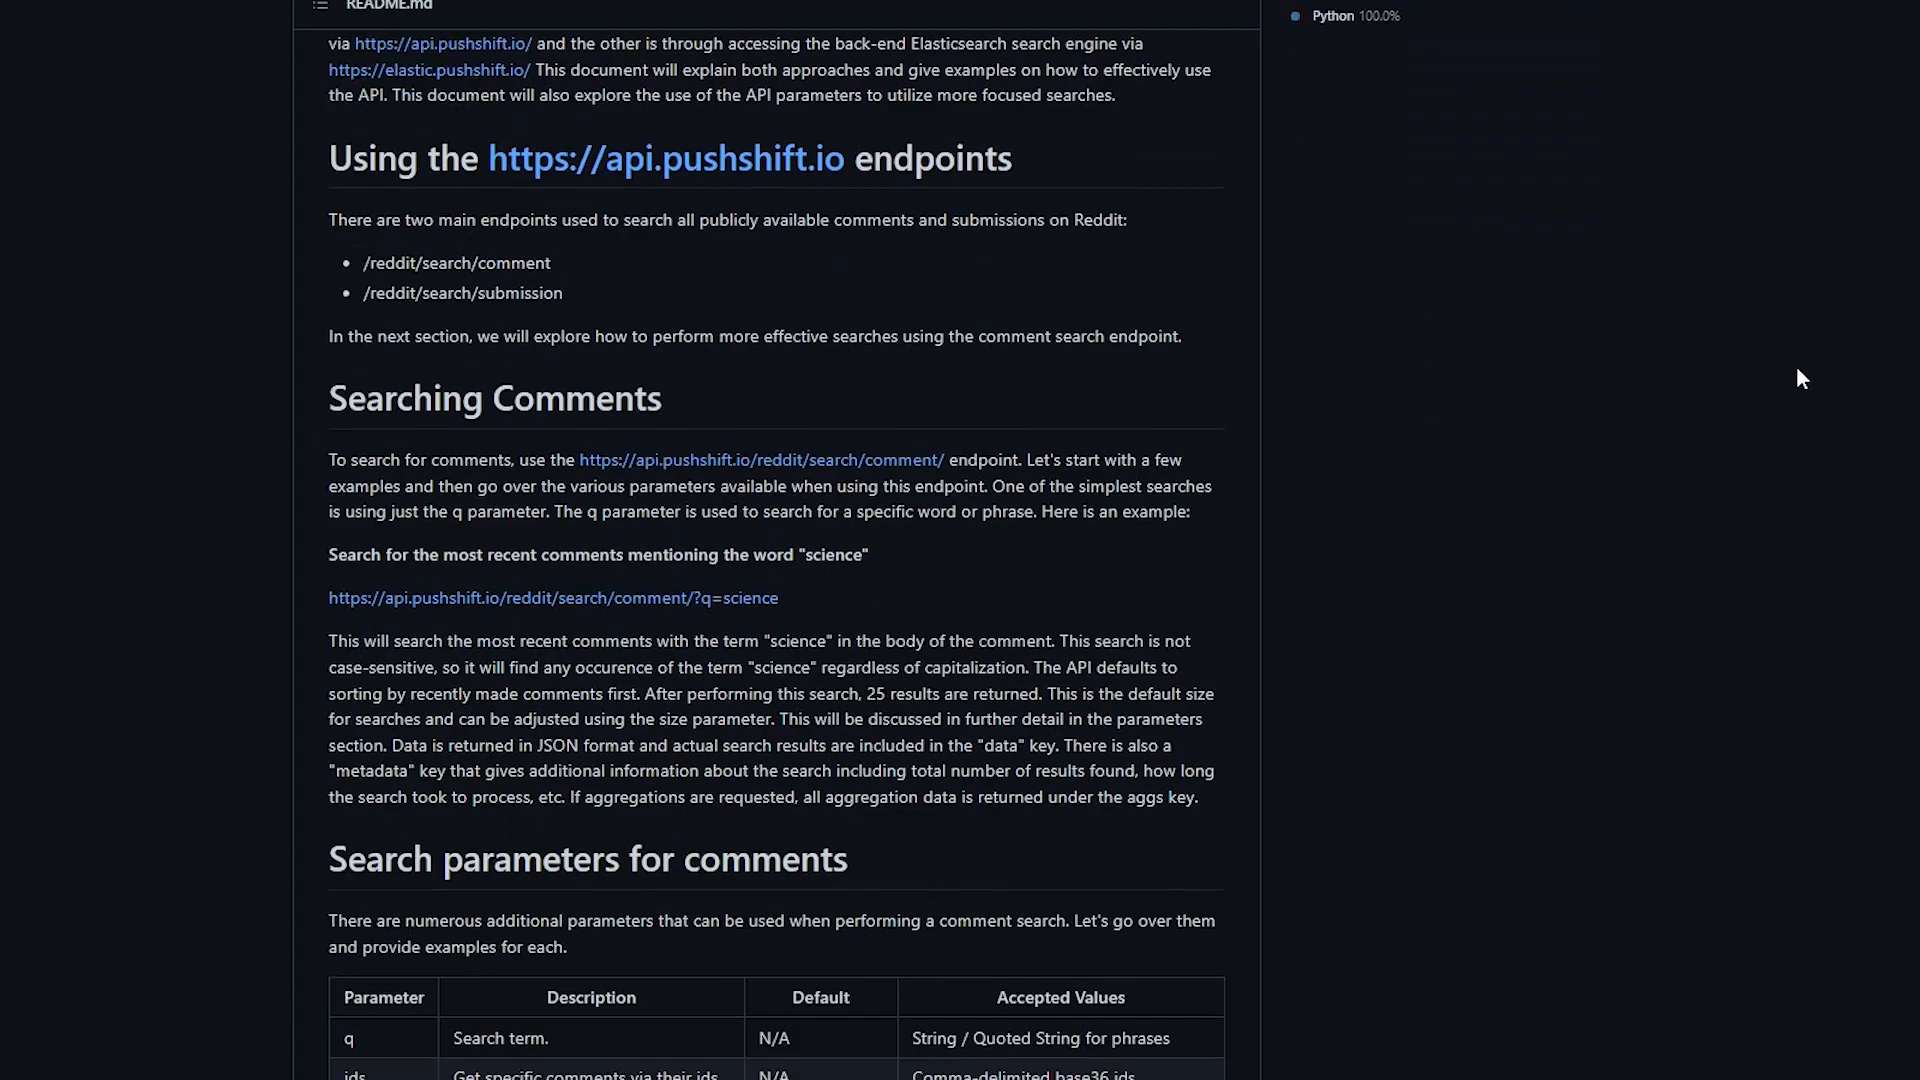 README.md
Python 100.0%
via https://api.pushshift.io/ and the other is through accessing the back-end Elasticsearch search engine via
https://elastic.pushshift.io/ This document will explain both approaches and give examples on how to effectively use
the API. This document will also explore the use of the API parameters to utilize more focused searches.
Using the https://api.pushshift.io endpoints
There are two main endpoints used to search all publicly available comments and submissions on Reddit:
• /reddit/search/comment
• /reddit/search/submission
In the next section, we will explore how to perform more effective searches using the comment search endpoint.
Searching Comments
To search for comments, use the https://api.pushshift.io/reddit/search/comment/ endpoint. Let's start with a few
examples and then go over the various parameters available when using this endpoint. One of the simplest searches
is using just the q parameter. The q parameter is used to search for a specific word or phrase. Here is an example:
Search for the most recent comments mentioning the word "science"
https://api.pushshift.io/reddit/search/comment/?q=science
This will search the most recent comments with the term "science" in the body of the comment. This search is not
case-sensitive, so it will find any occurence of the term "science" regardless of capitalization. The API defaults to
sorting by recently made comments first. After performing this search, 25 results are returned. This is the default size
for searches and can be adjusted using the size parameter. This will be discussed in further detail in the parameters
section. Data is returned in JSON format and actual search results are included in the "data" key. There is also a
"metadata" key that gives additional information about the search including total number of results found, how long
the search took to process, etc. If aggregations are requested, all aggregation data is returned under the aggs key.
Search parameters for comments
There are numerous additional parameters that can be used when performing a comment search. Let's go over them
and provide examples for each.
Parameter Description Default Accepted Values
q Search term. N/A String / Quoted String for phrases
ids Get specific comments via their ids N/A Comma-delimited base36 ids